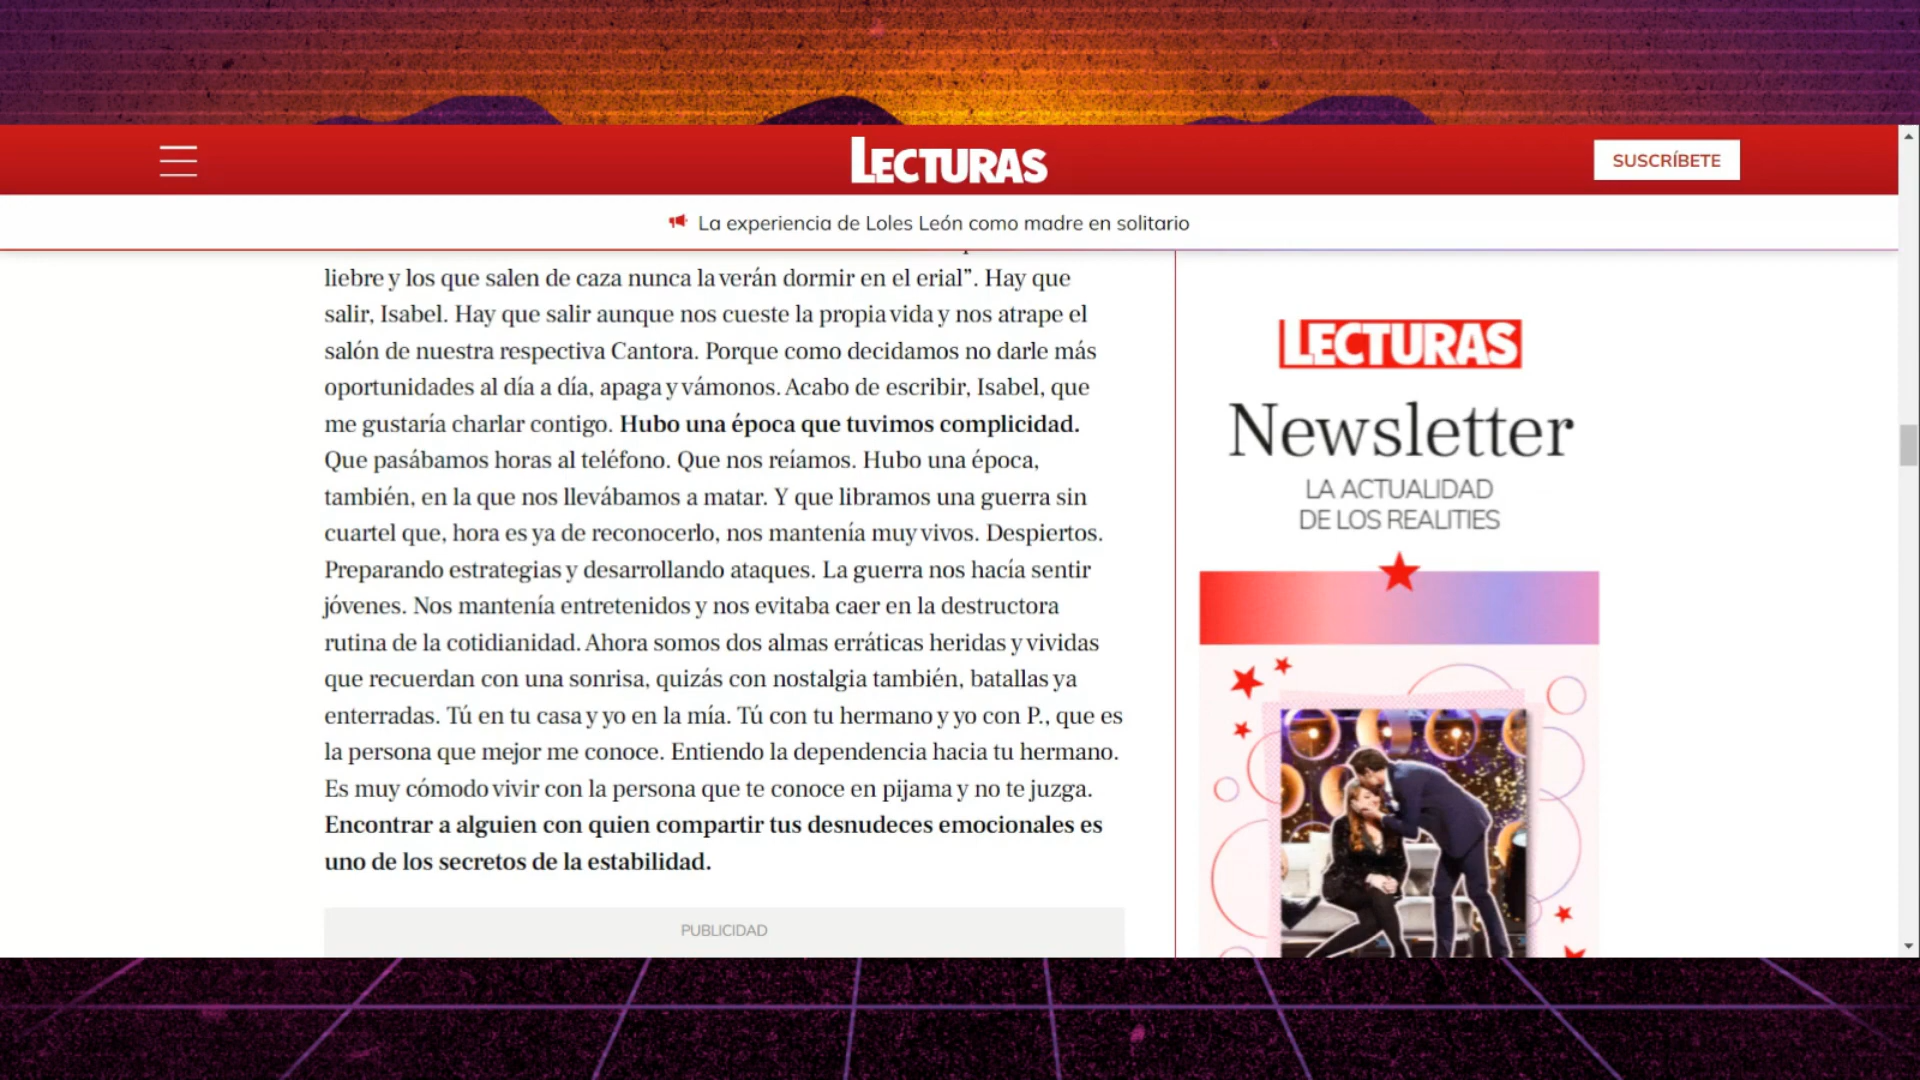 LECTURAS
SUSCRÍBETE
La experiencia de Loles León como madre en solitario
liebre y los que salen de caza nunca la verán dormir en el erial”. Hay que
salir, Isabel. Hay que salir aunque nos cueste la propia vida y nos atrape el
salón de nuestra respectiva Cantora. Porque como decidamos no darle más
oportunidades al día a día, apaga y vámonos. Acabo de escribir, Isabel, que
me gustaría charlar contigo. Hubo una época que tuvimos complicidad.
Que pasábamos horas al teléfono. Que nos reíamos. Hubo una época,
también, en la que nos llevábamos a matar. Y que libramos una guerra sin
cuartel que, hora es ya de reconocerlo, nos mantenía muy vivos. Despiertos.
Preparando estrategias y desarrollando ataques. La guerra nos hacía sentir
jóvenes. Nos mantenía entretenidos y nos evitaba caer en la destructora
rutina de la cotidianidad. Ahora somos dos almas erráticas heridas y vividas
que recuerdan con una sonrisa, quizás con nostalgia también, batallas ya
enterradas. Tú en tu casa y yo en la mía. Tú con tu hermano y yo con P., que es
la persona que mejor me conoce. Entiendo la dependencia hacia tu hermano.
Es muy cómodo vivir con la persona que te conoce en pijama y no te juzga.
Encontrar a alguien con quien compartir tus desnudeces emocionales es
uno de los secretos de la estabilidad.
PUBLICIDAD
LECTURAS
Newsletter
LA ACTUALIDAD
DE LOS REALITIES